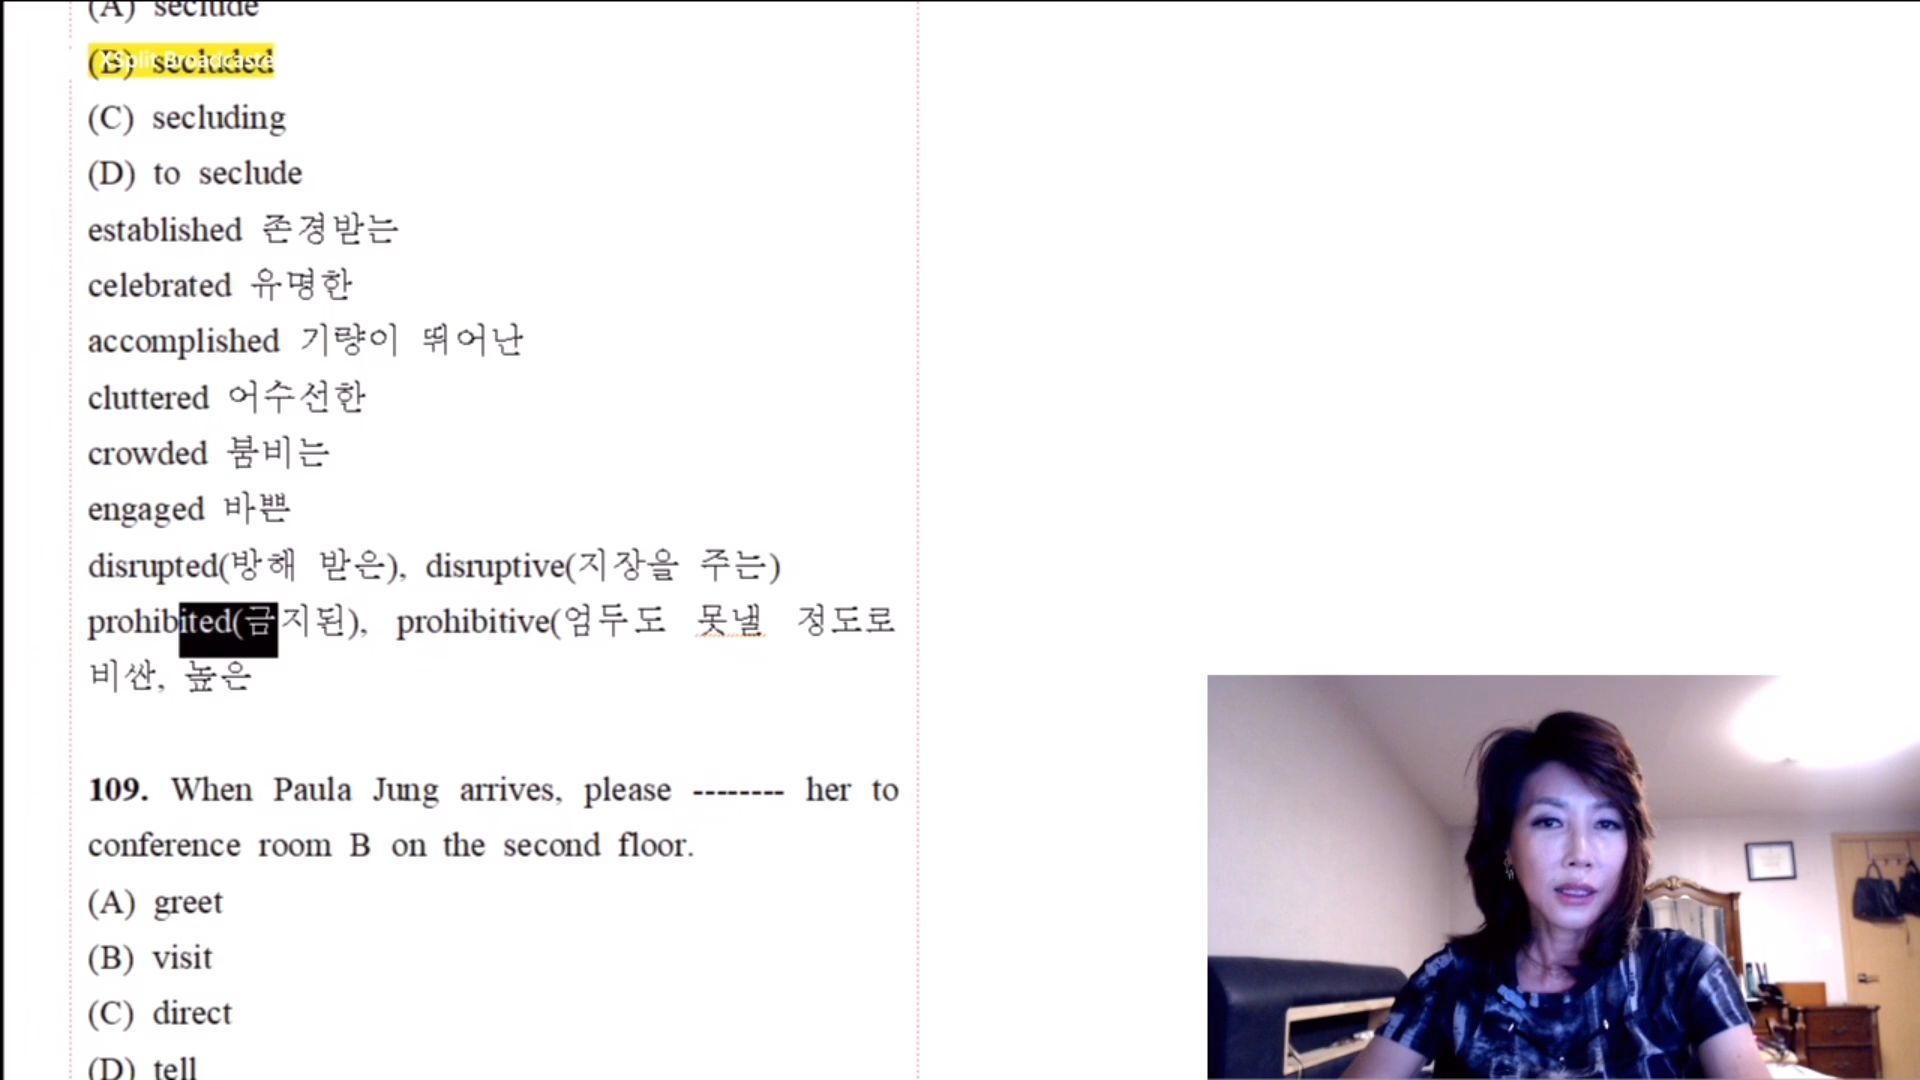 (A) seclude
(B) secluded
XSplit Broadcaste
(C) secluding
(D) to seclude
established 존경받는
celebrated 유명한
accomplished 기량이 뛰어난
cluttered 어수선한
crowded 붐비는
engaged 바쁜
disrupted(방해 받은), disruptive(지장을 주는)
prohibited(금지된), prohibitive(엄두도 못낼 정도로
비싼, 높은
109. When Paula Jung arrives, please -------- her to
conference room B on the second floor.
(A) greet
(B) visit
(C) direct
(D) tell